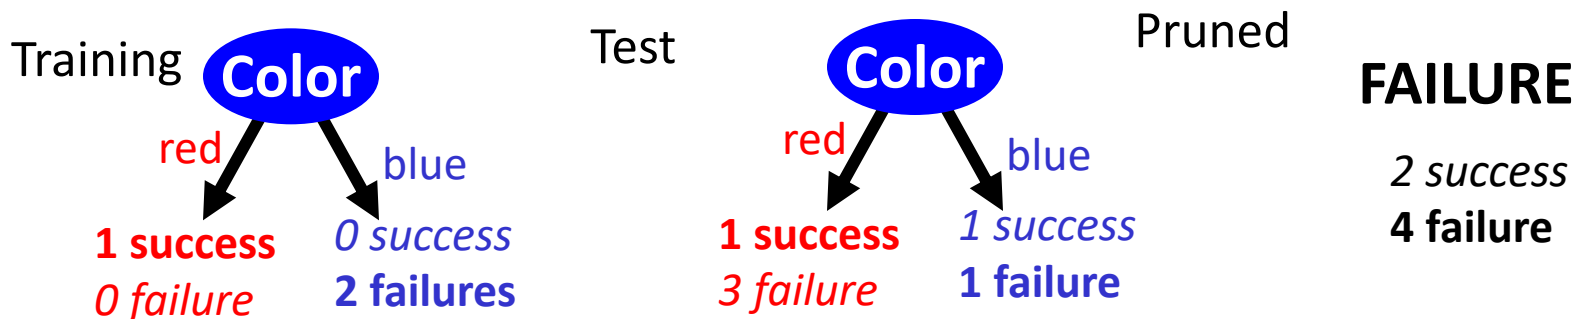 Training
Color
red
blue
1 success
0 failure
0 success
2 failures
Test
Color
red
blue
1 success
3 failure
1 success
1 failure
Pruned
FAILURE
2 success
4 failure